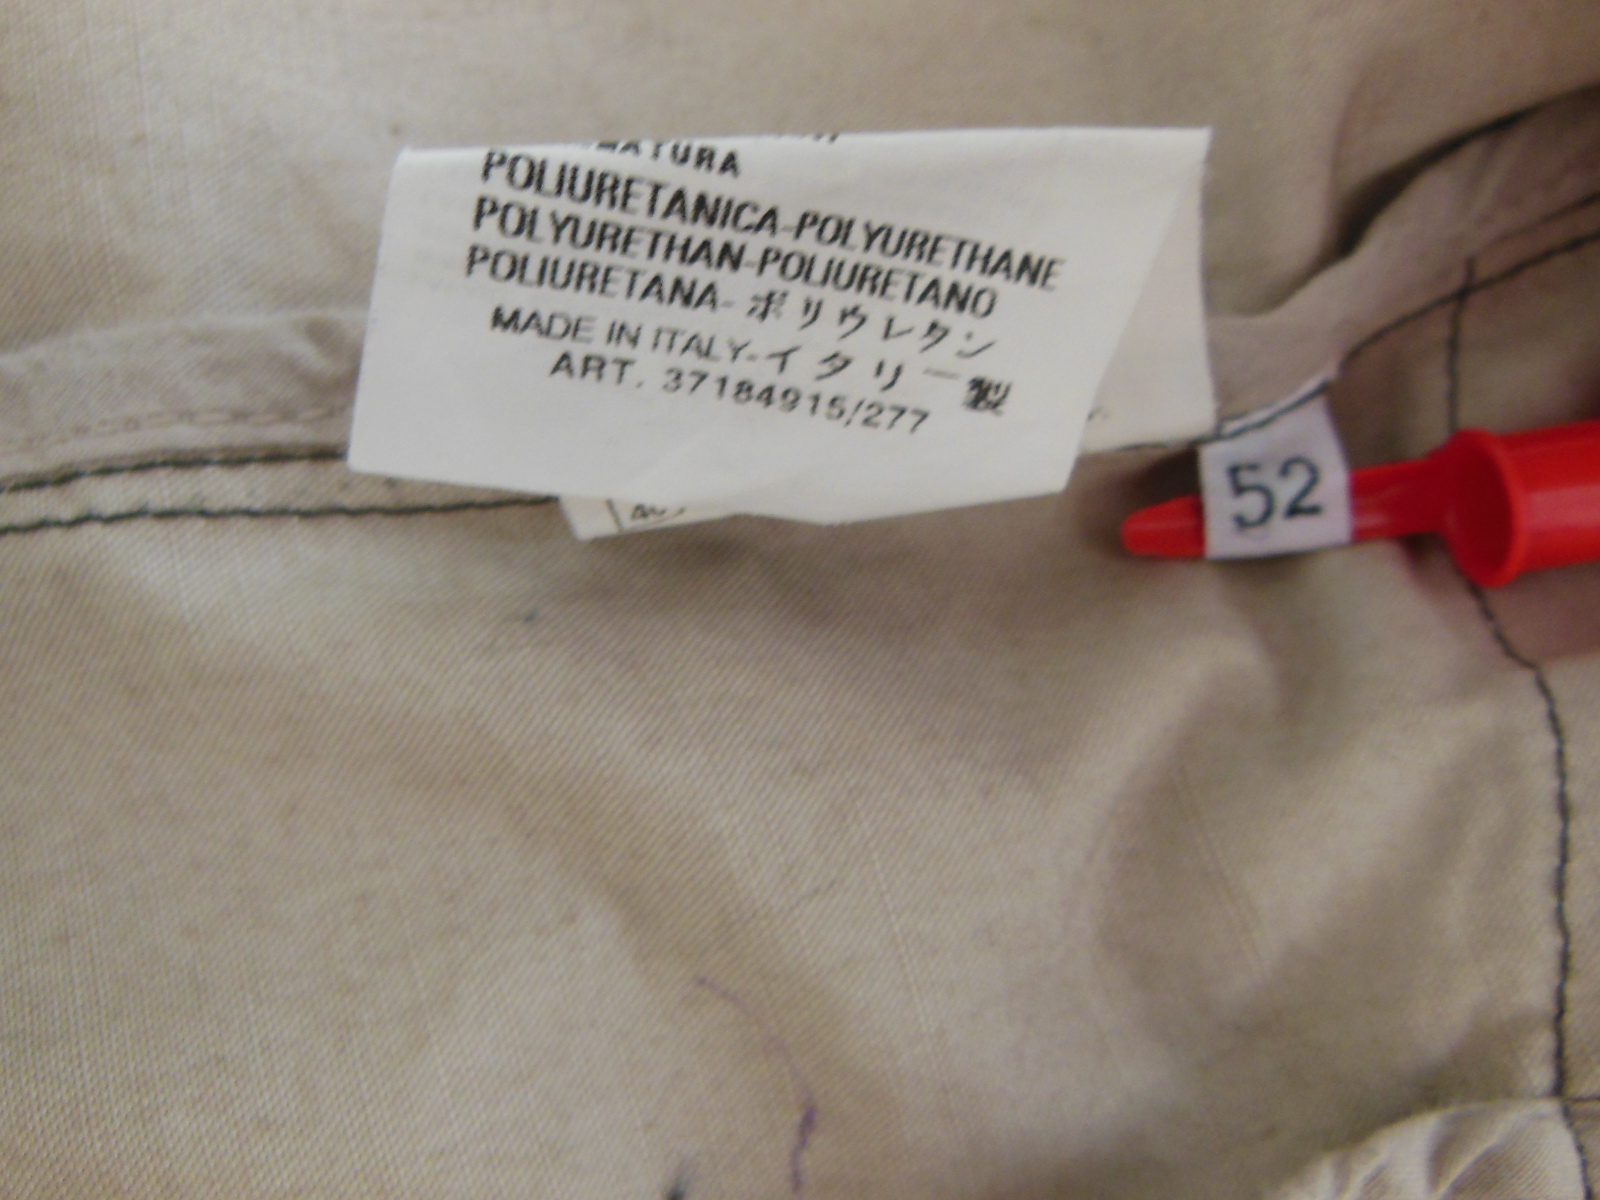 POLIURETANICA-POLYURETHANE
POLYURETHAN-POLIURETANO
POLIURETANA-ポリウレタン
MADE IN ITALY-イタリー製
ART. 37184915/277
52